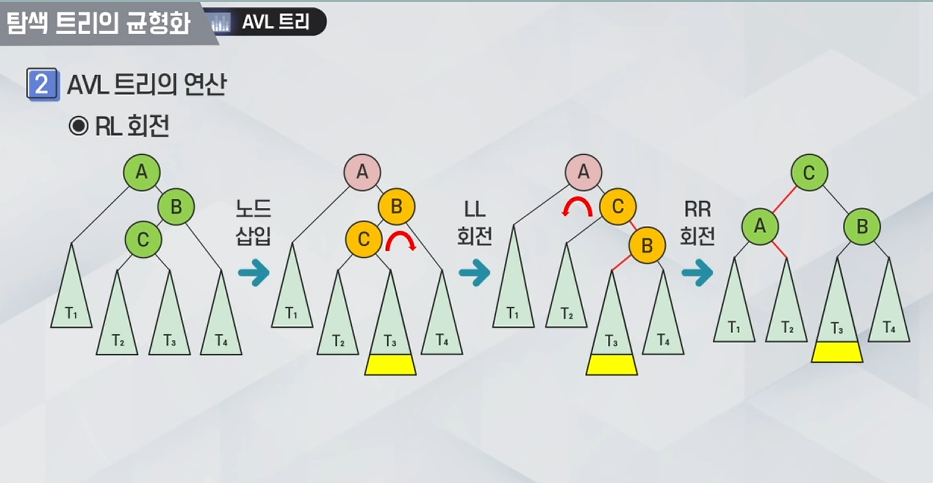 탐색 트리의 균형화
AVL 트리
2 AVL 트리의 연산
◉ RL 회전
A
B
C
T₁
T₂ T₃ T₄
노드
삽입
A
B
C
T₁
T₂ T₃ T₄
LL
회전
A
C
B
T₁ T₂
T₃ T₄
RR
회전
C
A B
T₁ T₂ T₃ T₄